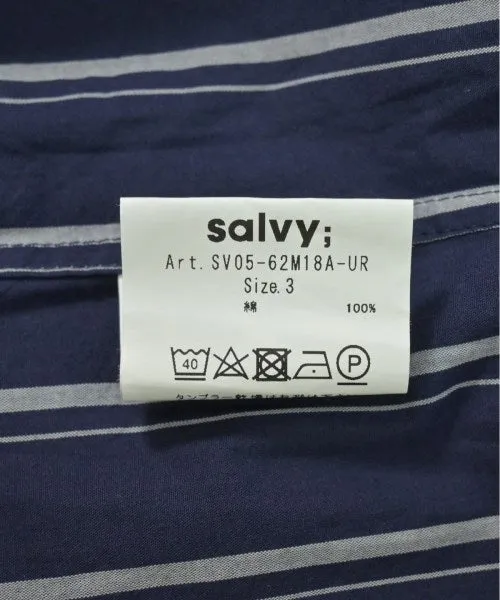 salvy;
Art. SV05-62M18A-UR
Size. 3
綿 100%
40 P